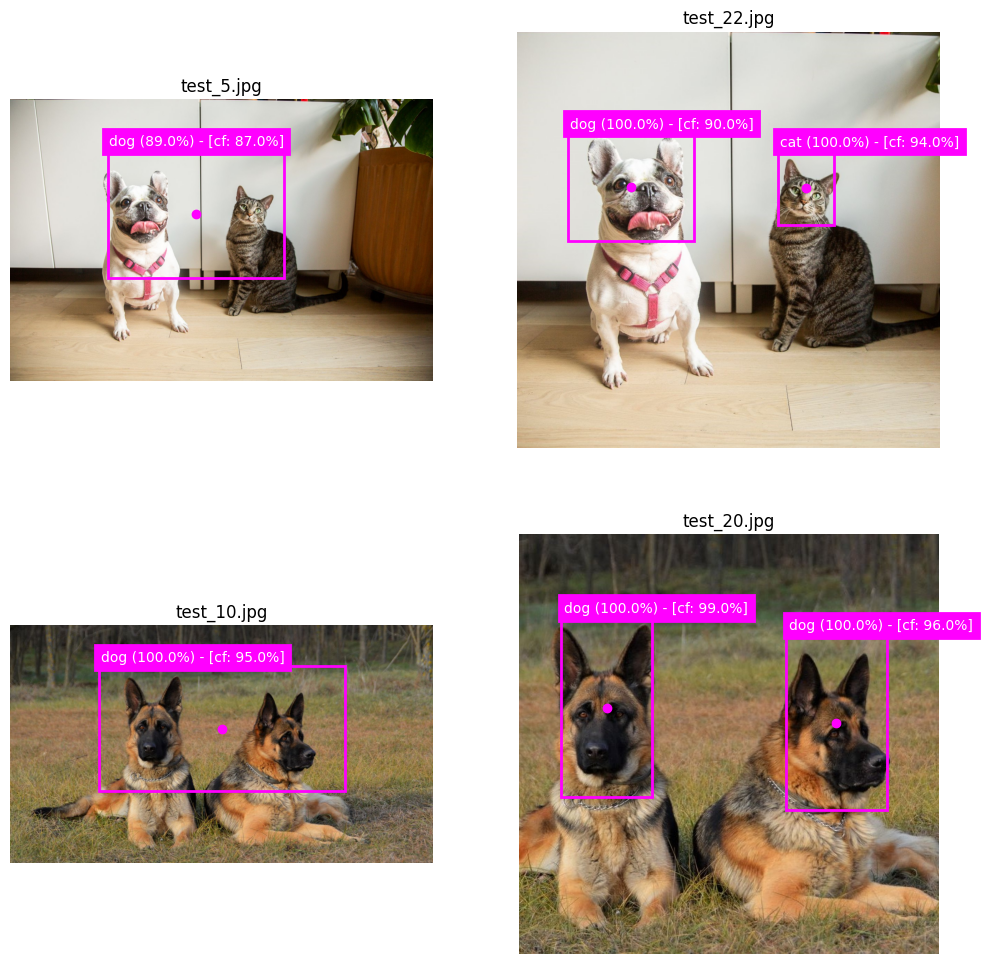 test_5.jpg
dog (89.0%) - [cf: 87.0%]
test_22.jpg
dog (100.0%) - [cf: 90.0%]
cat (100.0%) - [cf: 94.0%]
test_10.jpg
dog (100.0%) - [cf: 95.0%]
test_20.jpg
dog (100.0%) - [cf: 99.0%]
dog (100.0%) - [cf: 96.0%]